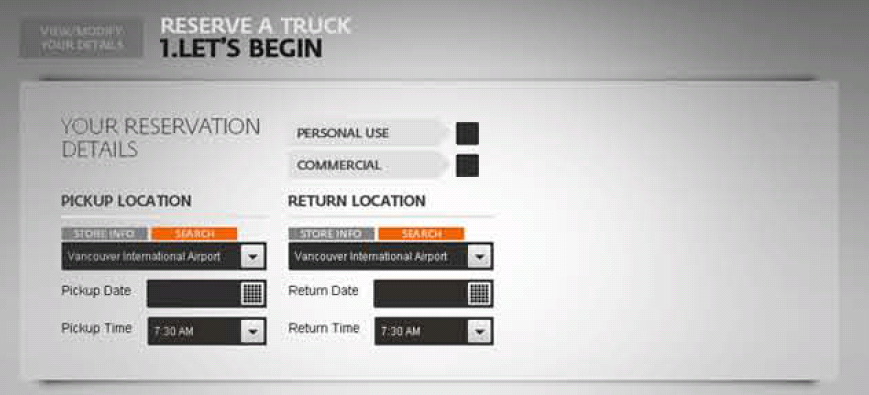 VIEW/MODIFY
YOUR DETAILS
RESERVE A TRUCK
1.LET'S BEGIN
YOUR RESERVATION
DETAILS
PERSONAL USE
COMMERCIAL
PICKUP LOCATION
RETURN LOCATION
STORE INFO SEARCH
STORE INFO SEARCH
Vancouver International Airport
Vancouver International Airport
Pickup Date
Return Date
Pickup Time 7:30 AM
Return Time 7:30 AM